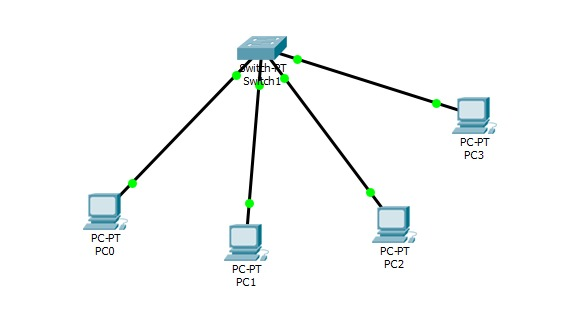 Switch-PT
Switch1
PC-PT
PC3
PC-PT
PC0
PC-PT
PC2
PC-PT
PC1